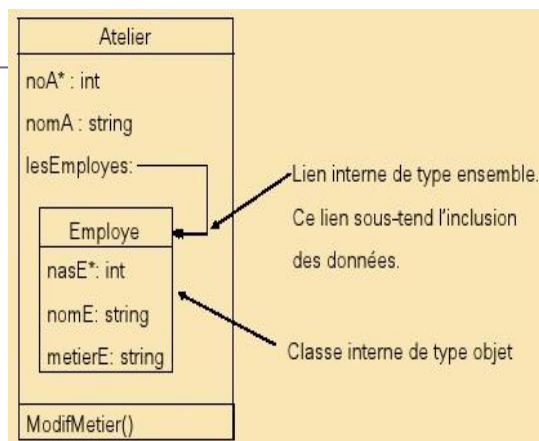 Atelier
noA* : int
nomA : string
lesEmployes:
Employe
nasE*: int
nomE: string
metierE: string
ModifMetier()
Lien interne de type ensemble.
Ce lien sous-tend l'inclusion
des données.
Classe interne de type objet